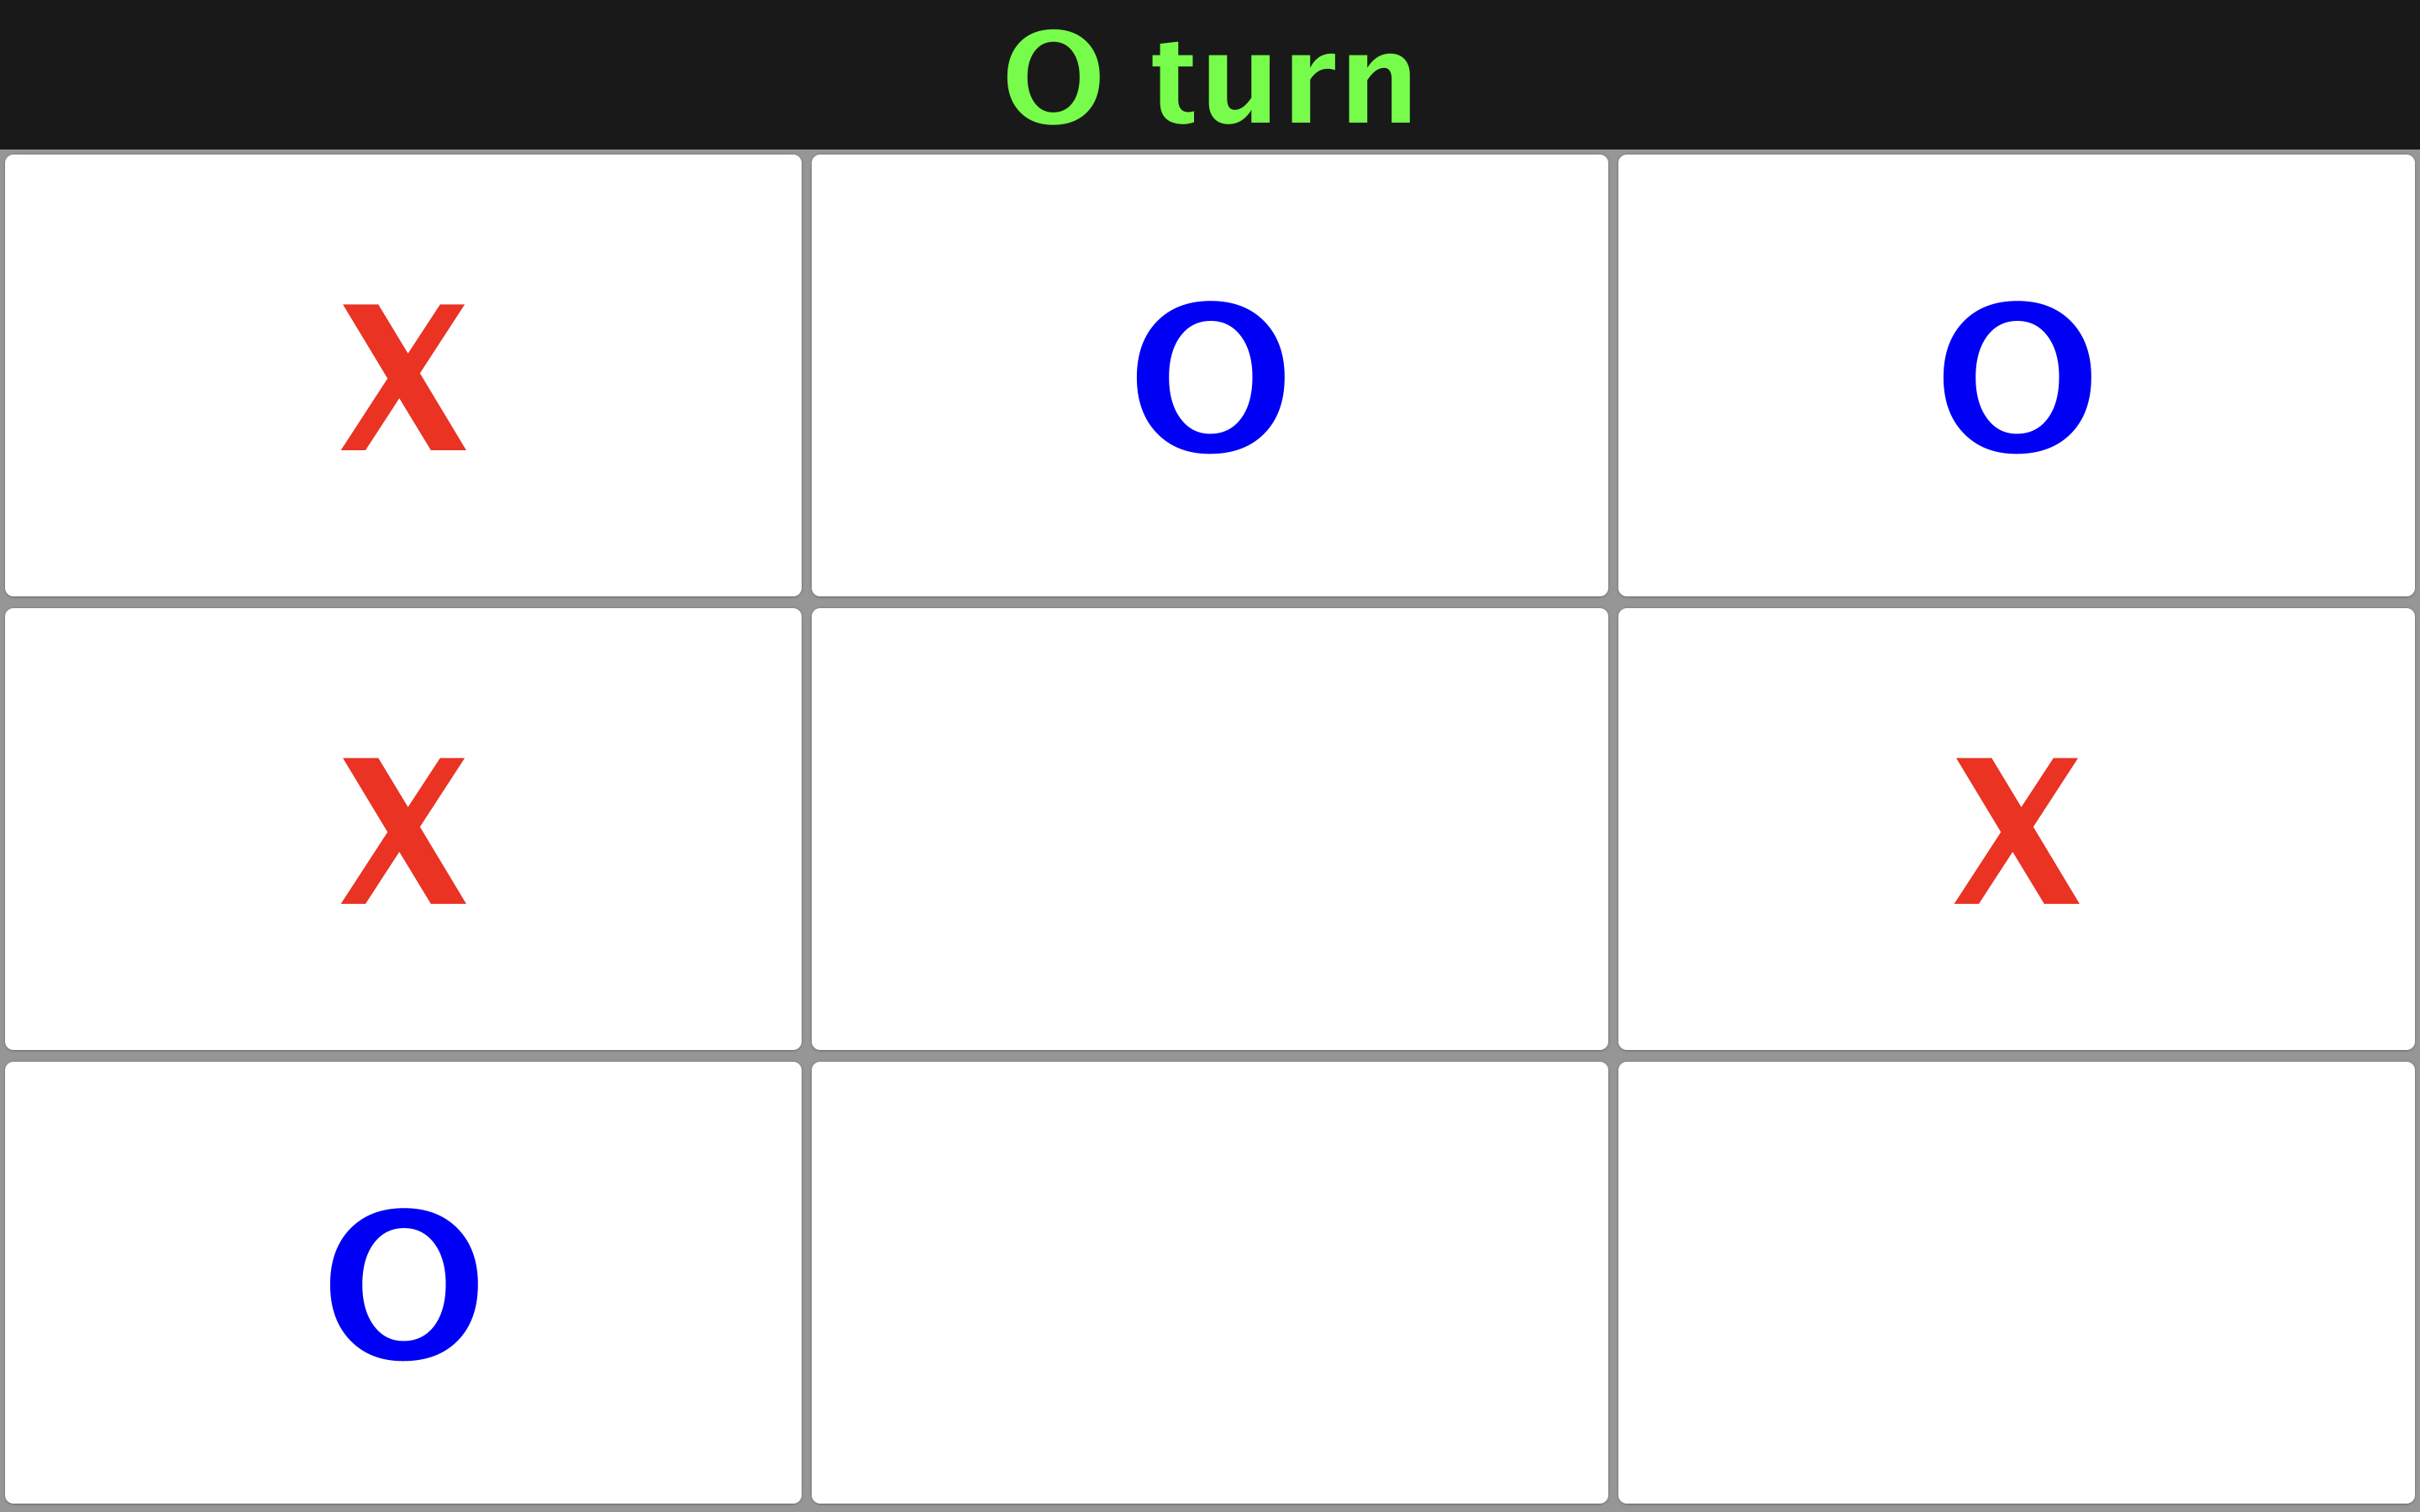 O turn
X O O
X X
O